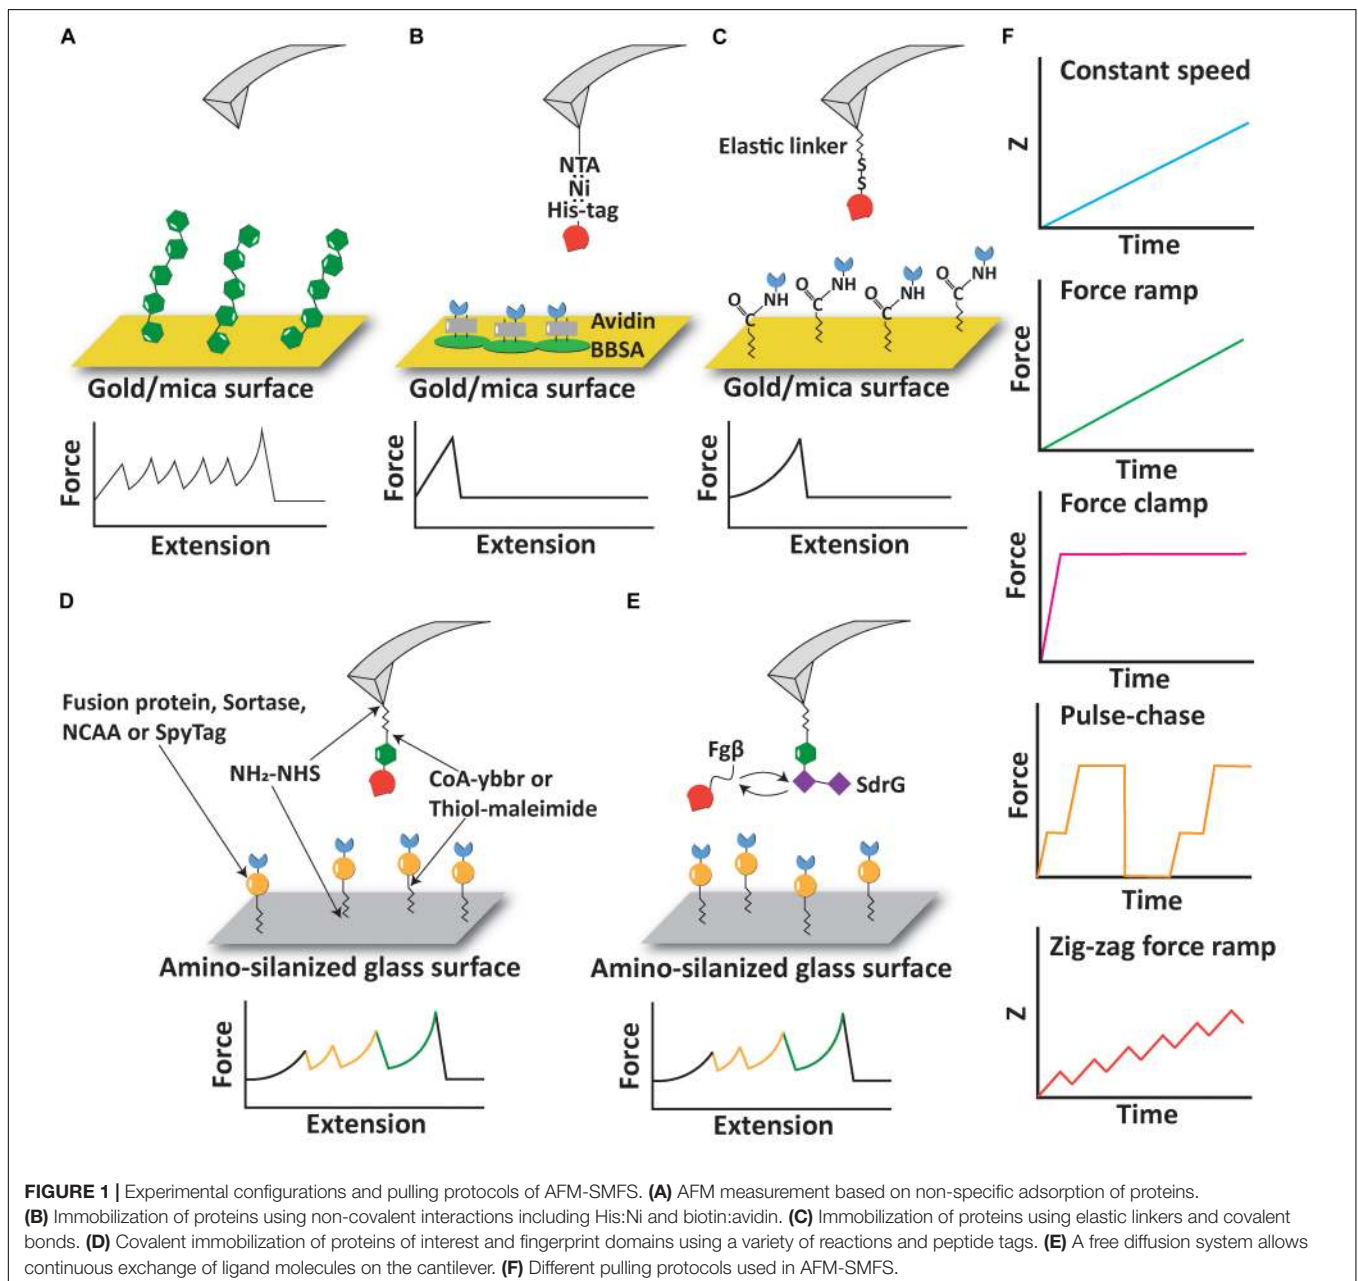 A
Gold/mica surface
Force
Extension
B
NTA
Ni
His-tag
Avidin
BBSA
Gold/mica surface
Force
Extension
C
Elastic linker
S
S
O
C
NH
O
C
NH
O
C
NH
O
C
NH
Gold/mica surface
Force
Extension
D
Fusion protein, Sortase,
NCAA or SpyTag
NH₂-NHS
CoA-ybbr or
Thiol-maleimide
Amino-silanized glass surface
Force
Extension
E
Fgβ
SdrG
Amino-silanized glass surface
Force
Extension
F
Constant speed
Z
Time
Force ramp
Force
Time
Force clamp
Force
Time
Pulse-chase
Force
Time
Zig-zag force ramp
Z
Time
FIGURE 1 | Experimental configurations and pulling protocols of AFM-SMFS. (A) AFM measurement based on non-specific adsorption of proteins.
(B) Immobilization of proteins using non-covalent interactions including His:Ni and biotin:avidin. (C) Immobilization of proteins using elastic linkers and covalent
bonds. (D) Covalent immobilization of proteins of interest and fingerprint domains using a variety of reactions and peptide tags. (E) A free diffusion system allows
continuous exchange of ligand molecules on the cantilever. (F) Different pulling protocols used in AFM-SMFS.